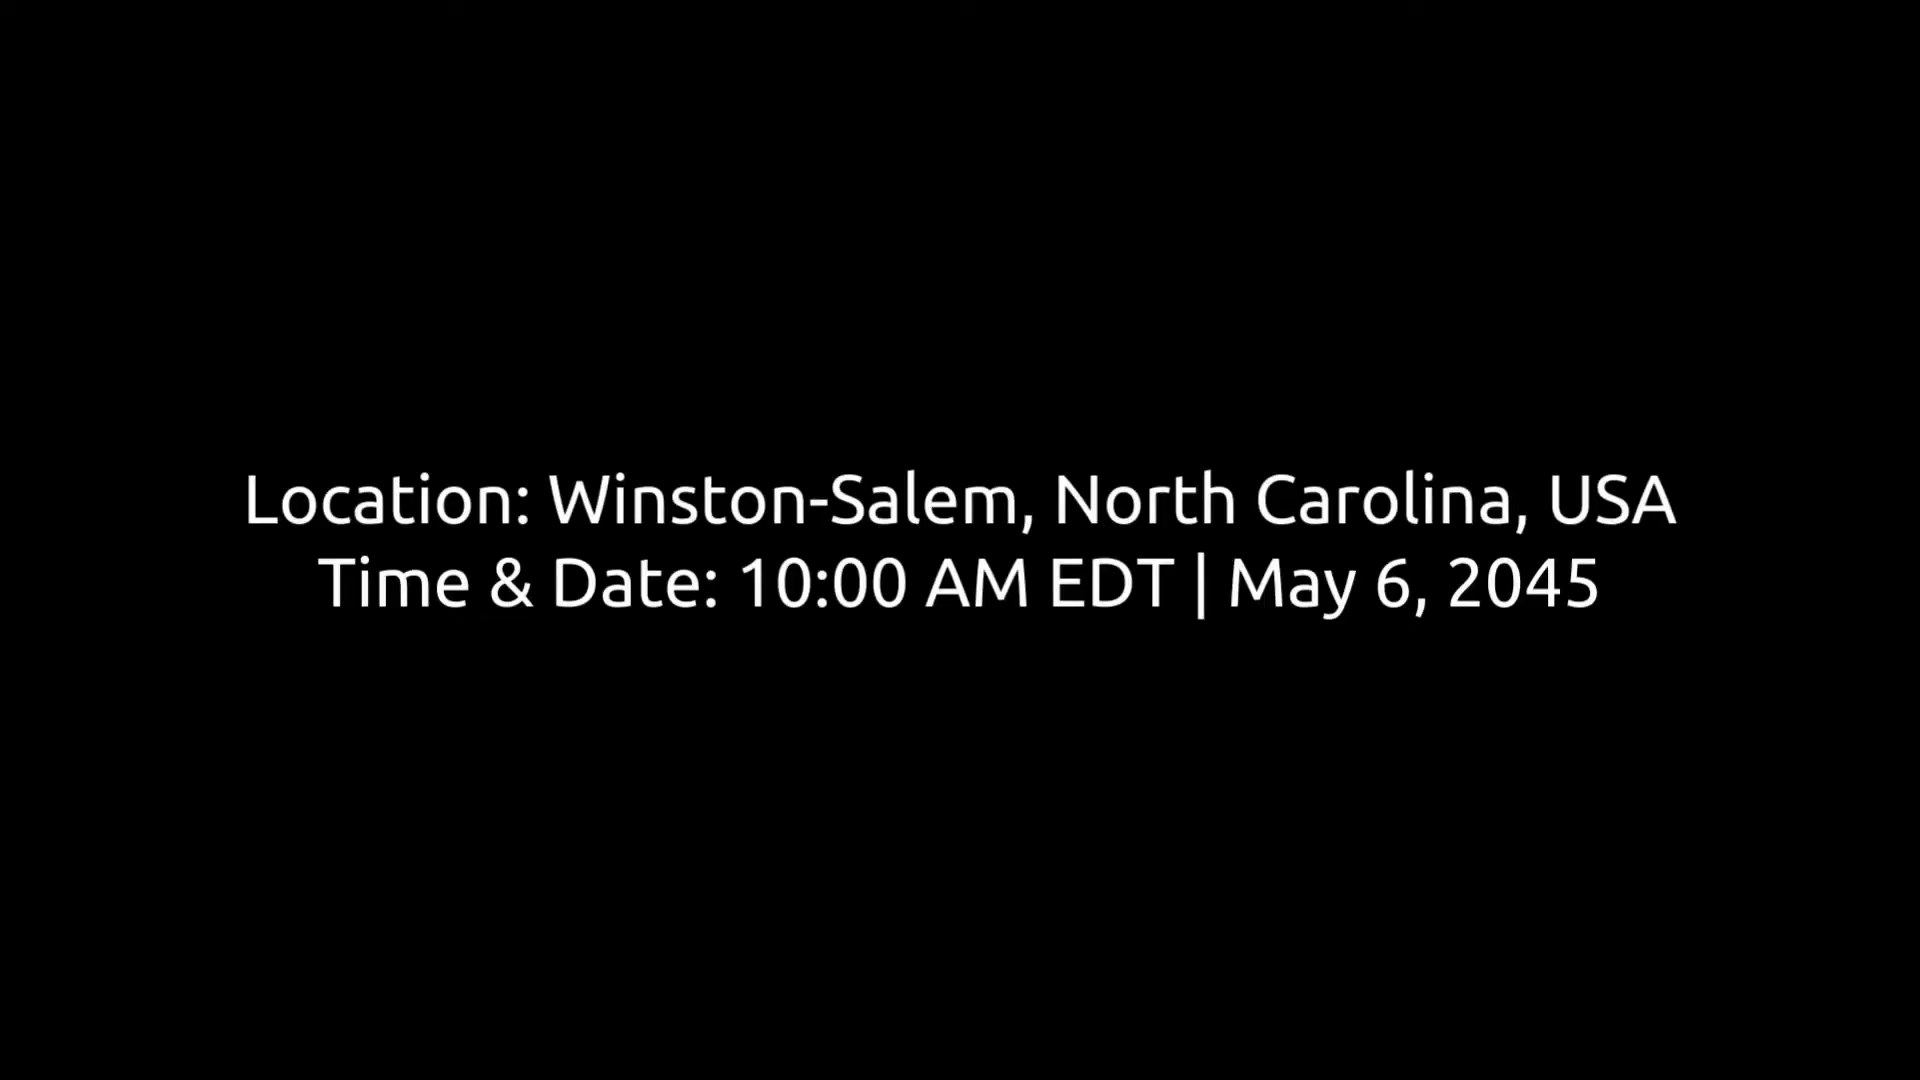 Location: Winston-Salem, North Carolina, USA
Time & Date: 10:00 AM EDT | May 6, 2045